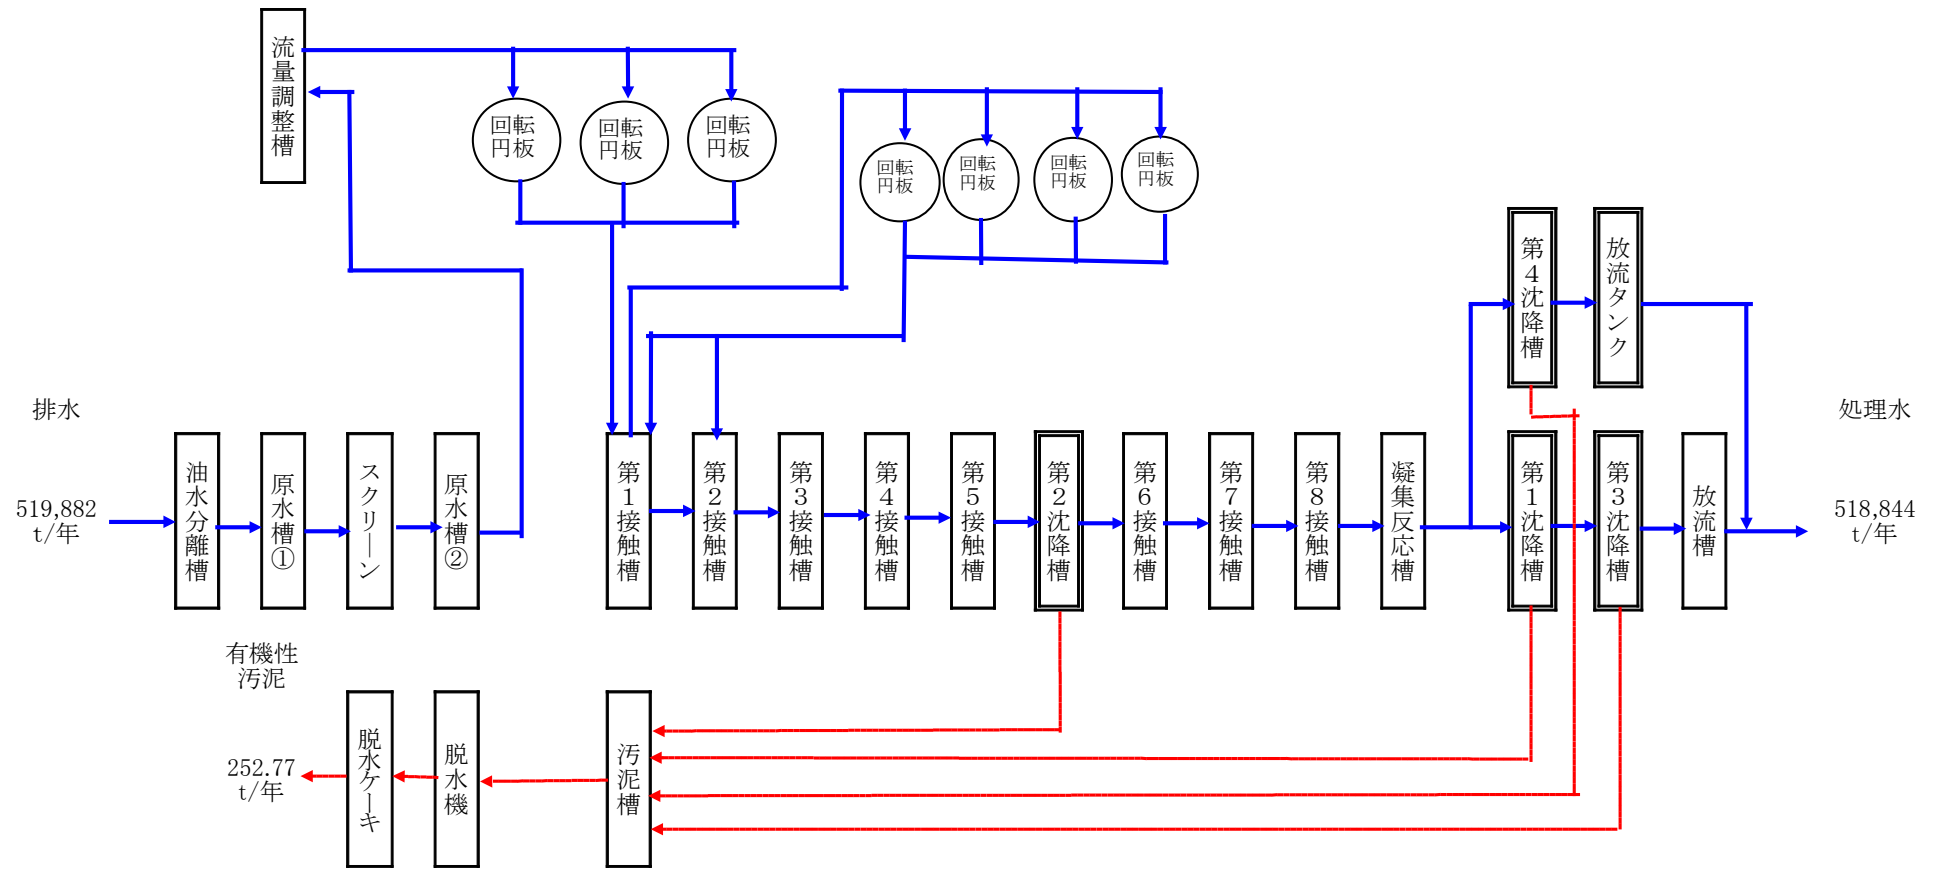 流量調整槽
回転
円板
回転
円板
回転
円板
回転
円板
回転
円板
回転
円板
回転
円板
第4沈降槽
放流タンク
排水
519,882
t/年
油水分離槽
原水槽①
スクリーン
原水槽②
第1接触槽
第2接触槽
第3接触槽
第4接触槽
第5接触槽
第2沈降槽
第6接触槽
第7接触槽
第8接触槽
凝集反応槽
第1沈降槽
第3沈降槽
放流槽
処理水
518,844
t/年
有機性
汚泥
252.77
t/年
脱水ケーキ
脱水機
汚泥槽